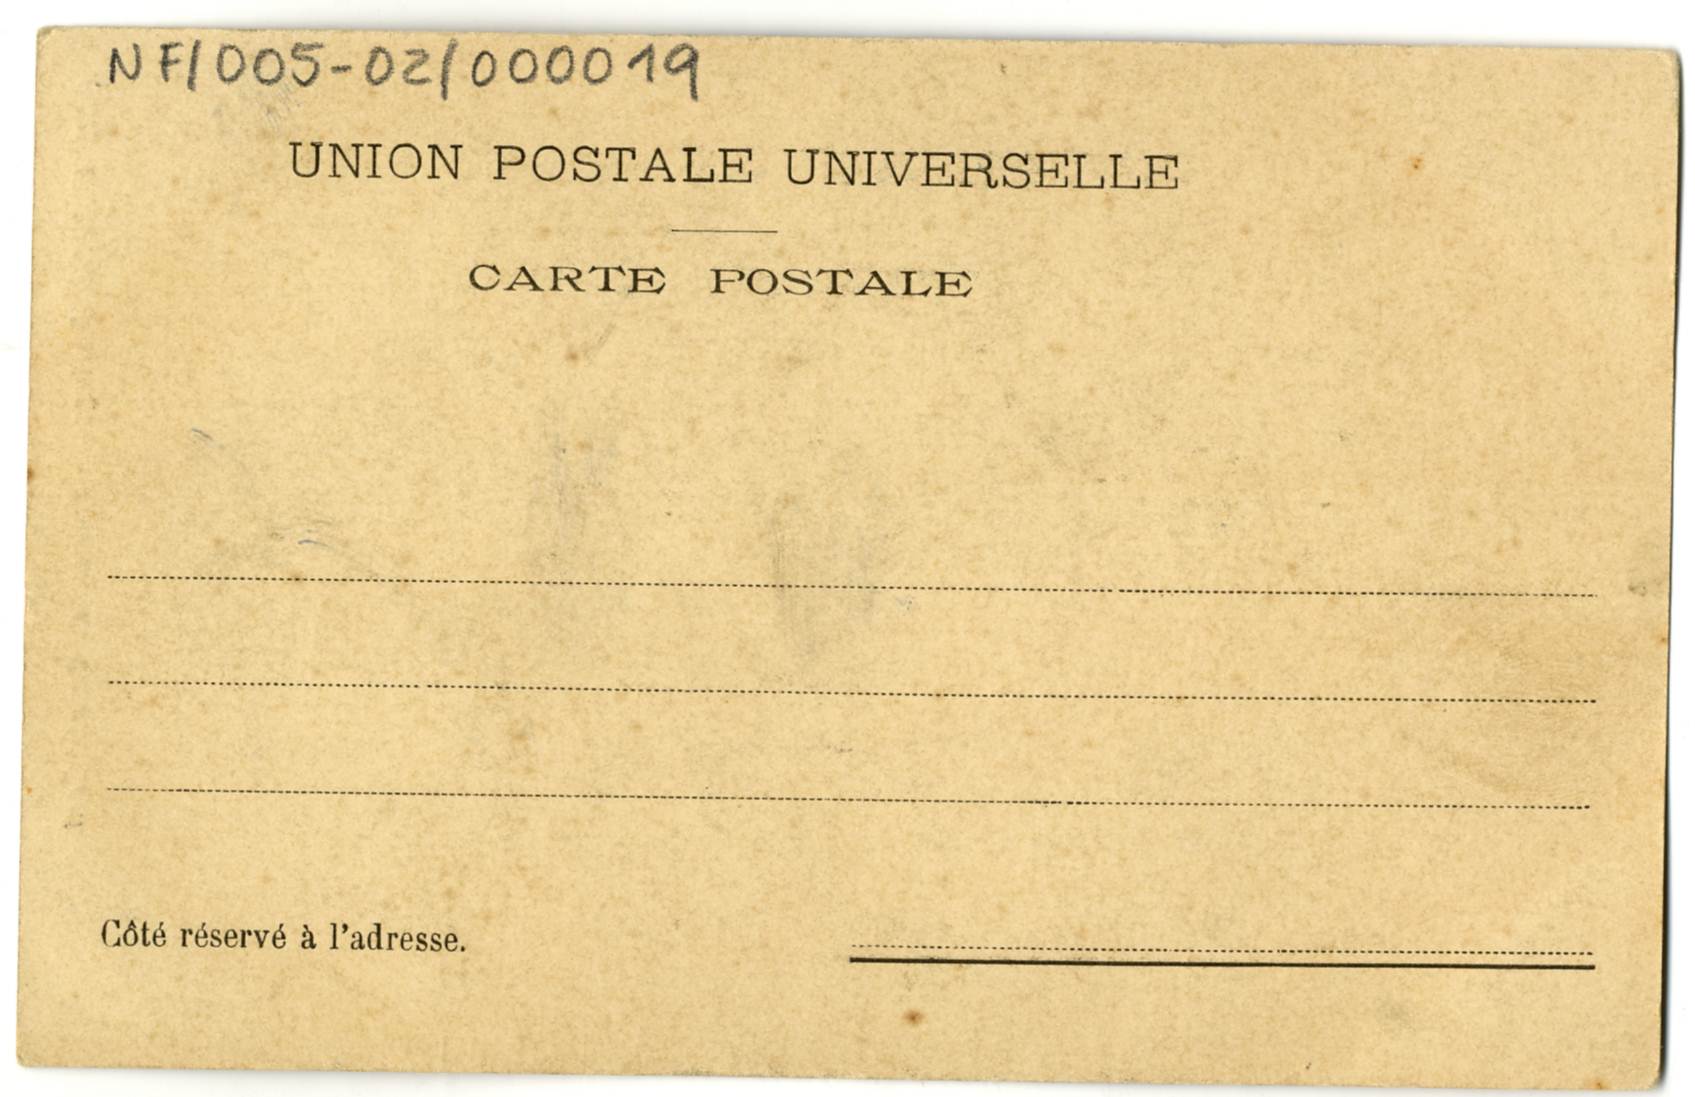 NF/005-02/000019
UNION POSTALE UNIVERSELLE
CARTE POSTALE
Côté réservé à l'adresse.